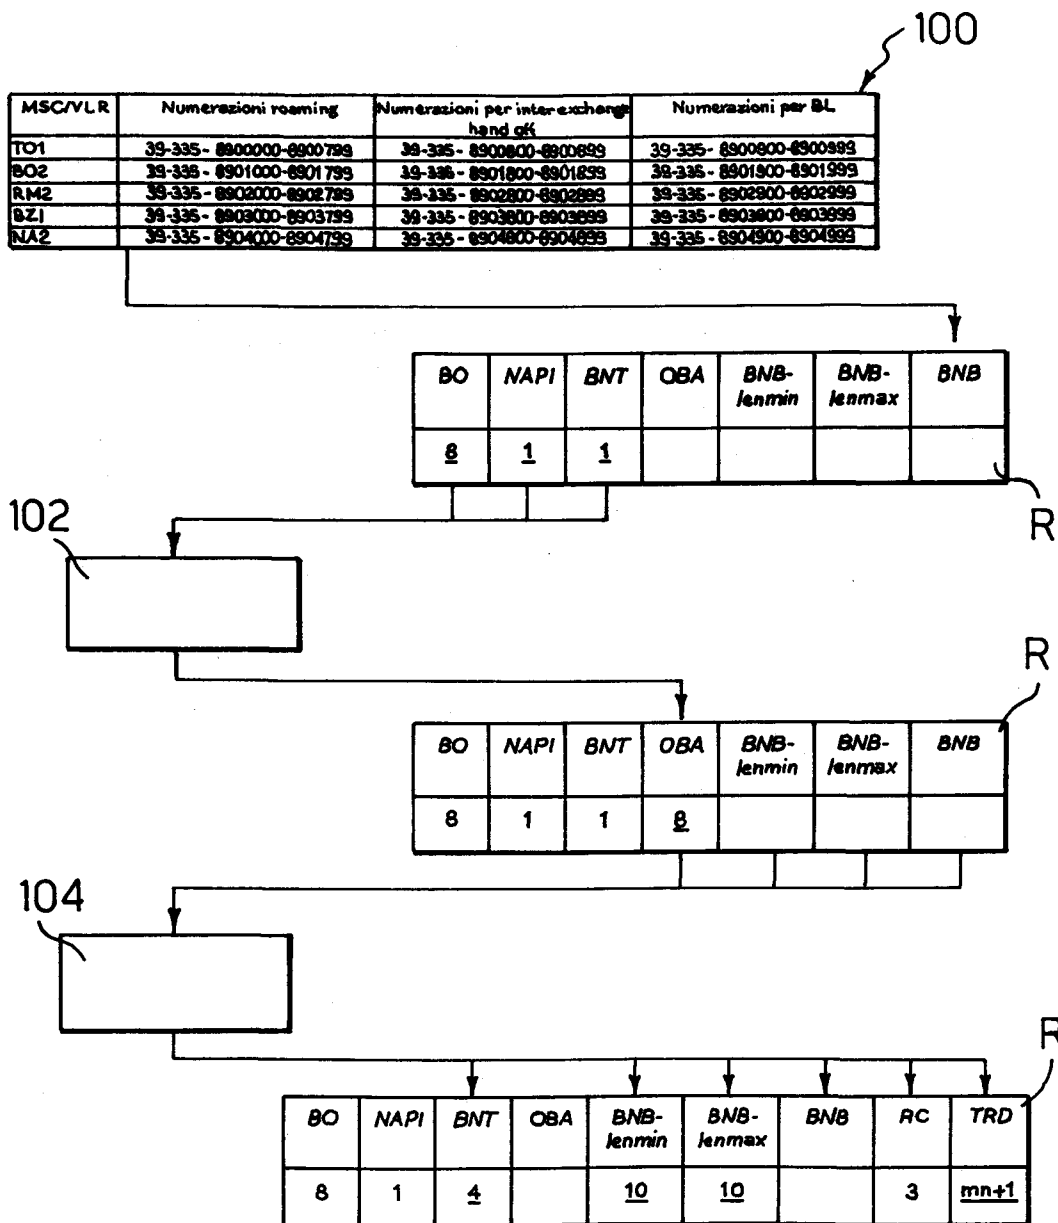 100
MSC/VLR Numerazioni roaming Numerazioni per inter exchange hand off Numerazioni per BL
TO1 39-335-8900000-8900799 39-335-8900800-8900899 39-335-8900900-8900999
BO2 39-335-8901000-8901799 39-335-8901800-8901899 39-335-8901900-8901999
RM2 39-335-8902000-8902799 39-335-8902800-8902899 39-335-8902900-8902999
BZ1 39-335-8903000-8903799 39-335-8903800-8903899 39-335-8903900-8903999
NA2 39-335-8904000-8904799 39-335-8904800-8904899 39-335-8904900-8904999
BO NAPI BNT OBA BNB-lenmin BNB-lenmax BNB
8 1 1
R
102
R
BO NAPI BNT OBA BNB-lenmin BNB-lenmax BNB
8 1 1 8
104
R
BO NAPI BNT OBA BNB-lenmin BNB-lenmax BNB RC TRD
8 1 4 10 10 3 mn+1